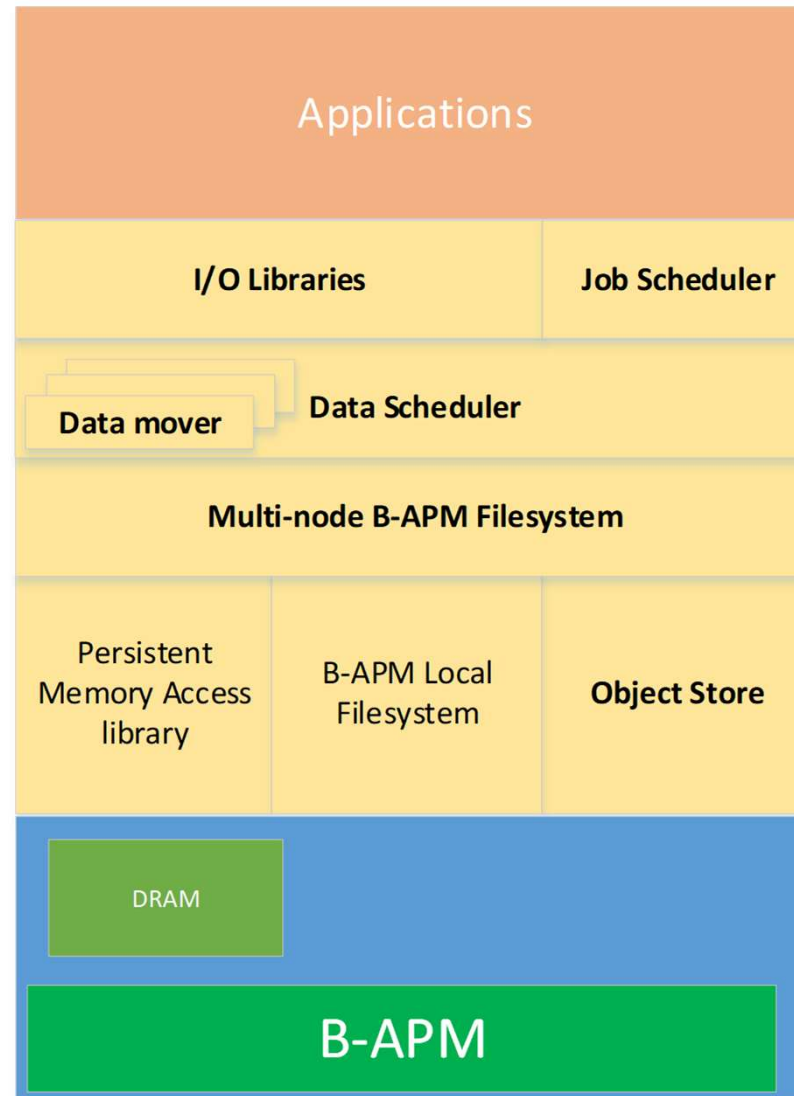 Applications
I/O Libraries
Job Scheduler
Data mover
Data Scheduler
Multi-node B-APM Filesystem
Persistent
Memory Access
library
B-APM Local
Filesystem
Object Store
DRAM
B-APM